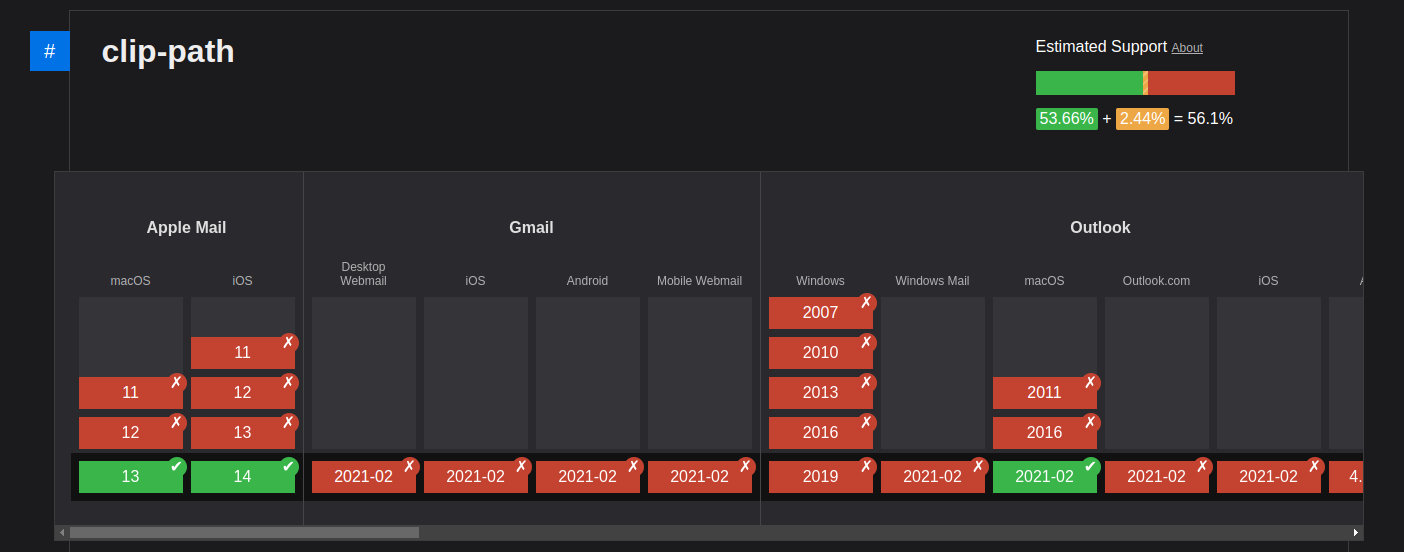 #
clip-path
Estimated Support About
53.66% + 2.44% = 56.1%
Apple Mail
Gmail
Outlook
macOS
iOS
Desktop
Webmail
iOS
Android
Mobile Webmail
Windows
Windows Mail
macOS
Outlook.com
iOS
A
2007 ✗
11 ✗
2010 ✗
11 ✗
12 ✗
2013 ✗
2011 ✗
12 ✗
13 ✗
2016 ✗
2016 ✗
13 ✔
14 ✔
2021-02 ✗
2021-02 ✗
2021-02 ✗
2021-02 ✗
2019 ✗
2021-02 ✗
2021-02 ✔
2021-02 ✗
2021-02 ✗
4.